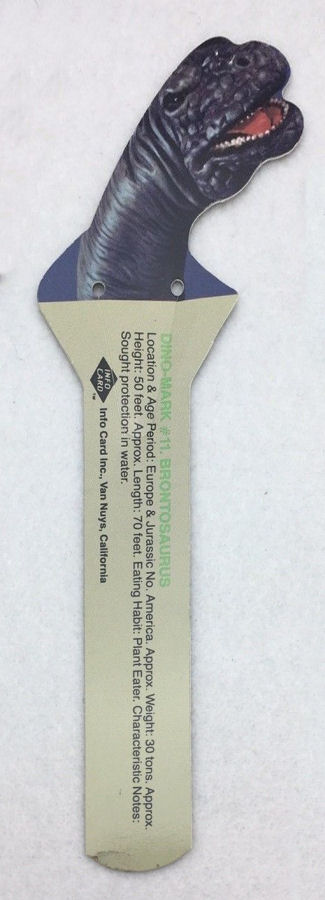 DINO-MARK #11. BRONTOSAURUS
Location & Age Period: Europe & Jurassic No. America. Approx. Weight: 30 tons. Approx.
Height: 50 feet. Approx. Length: 70 feet. Eating Habit: Plant Eater. Characteristic Notes:
Sought protection in water.
INFO
CARD
™ Info Card Inc., Van Nuys, California